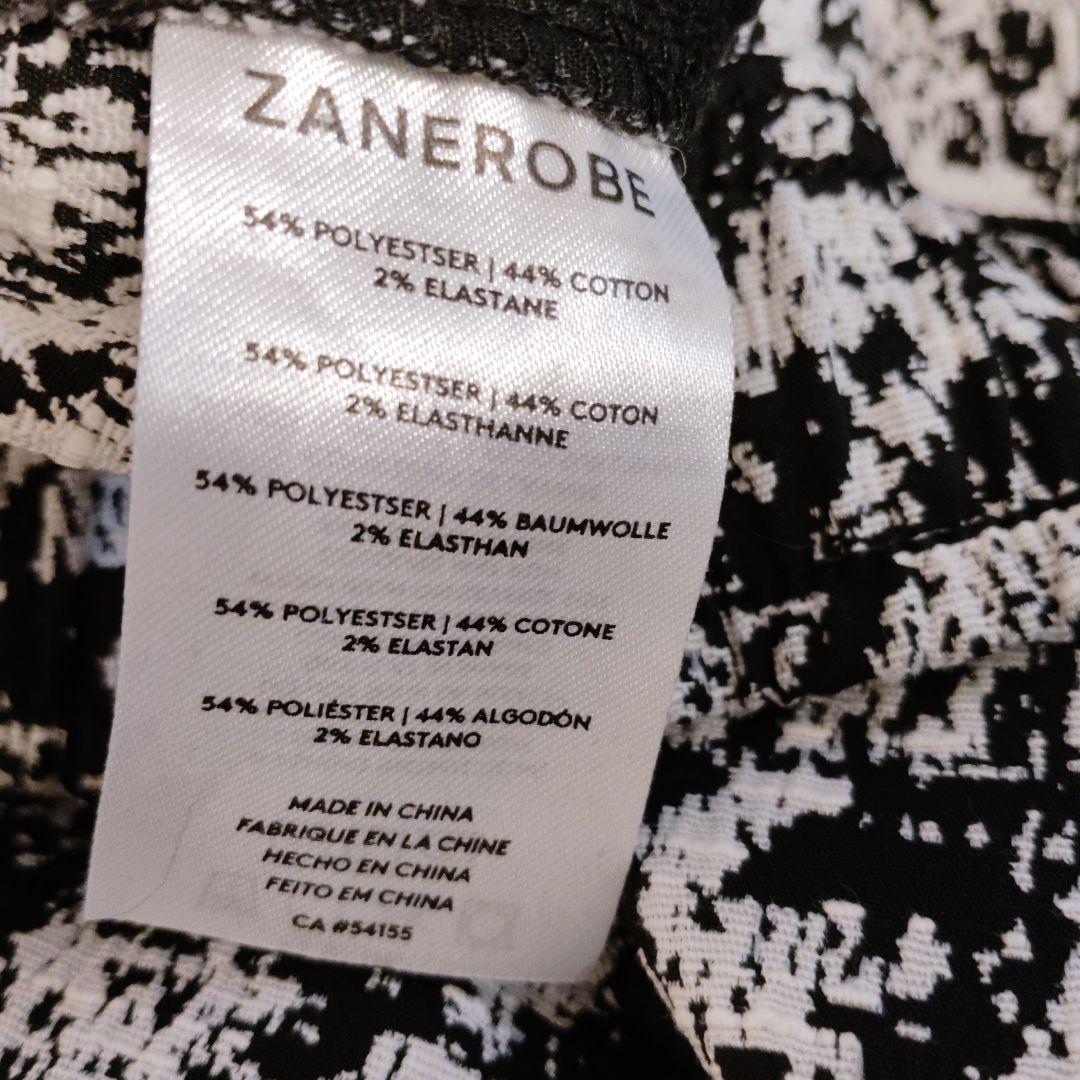 ZANEROBE
54% POLYESTSER | 44% COTTON
2% ELASTANE
54% POLYESTSER | 44% COTON
2% ELASTHANNE
54% POLYESTSER | 44% BAUMWOLLE
2% ELASTHAN
54% POLYESTSER | 44% COTONE
2% ELASTAN
54% POLIÉSTER | 44% ALGODÓN
2% ELASTANO
MADE IN CHINA
FABRIQUE EN LA CHINE
HECHO EN CHINA
FEITO EM CHINA
CA #54155